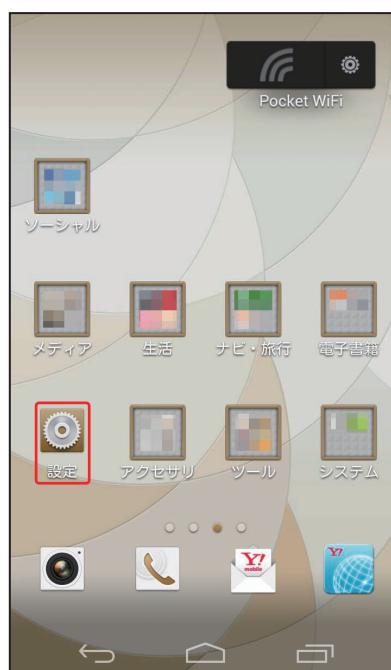 Pocket WiFi
ソーシャル
メディア
生活
ナビ・旅行
電子書籍
設定
アクセサリ
ツール
システム
Y!
mobile
Y!